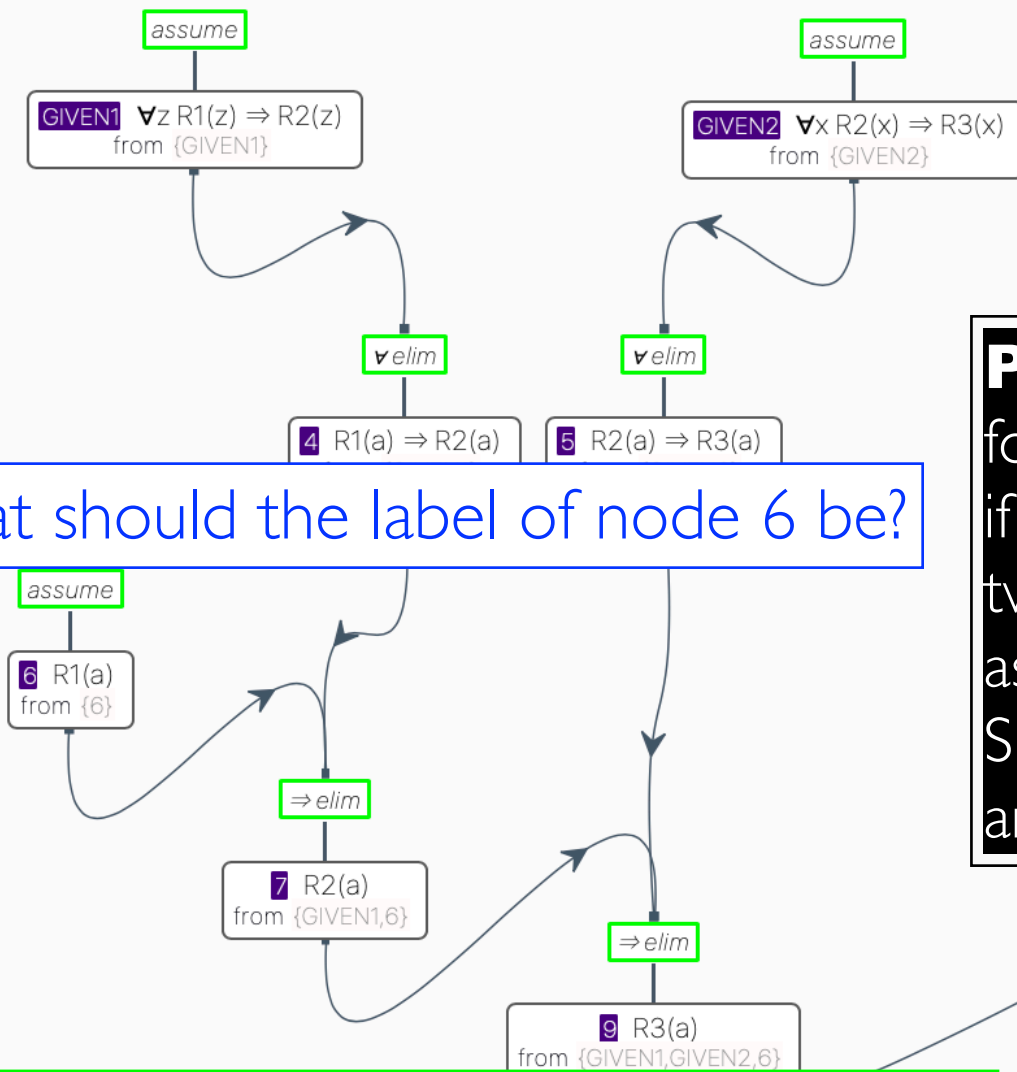 assume
assume
GIVEN1 ∀z R1(z) ⇒ R2(z)
from {GIVEN1}
GIVEN2 ∀x R2(x) ⇒ R3(x)
from {GIVEN2}
∀ elim
∀ elim
4 R1(a) ⇒ R2(a)
5 R2(a) ⇒ R3(a)
should the label of node 6 be?
assume
6 R1(a)
from {6}
⇒ elim
7 R2(a)
from {GIVEN1,6}
⇒ elim
9 R3(a)
from {GIVEN1,GIVEN2,6}
P
if
S